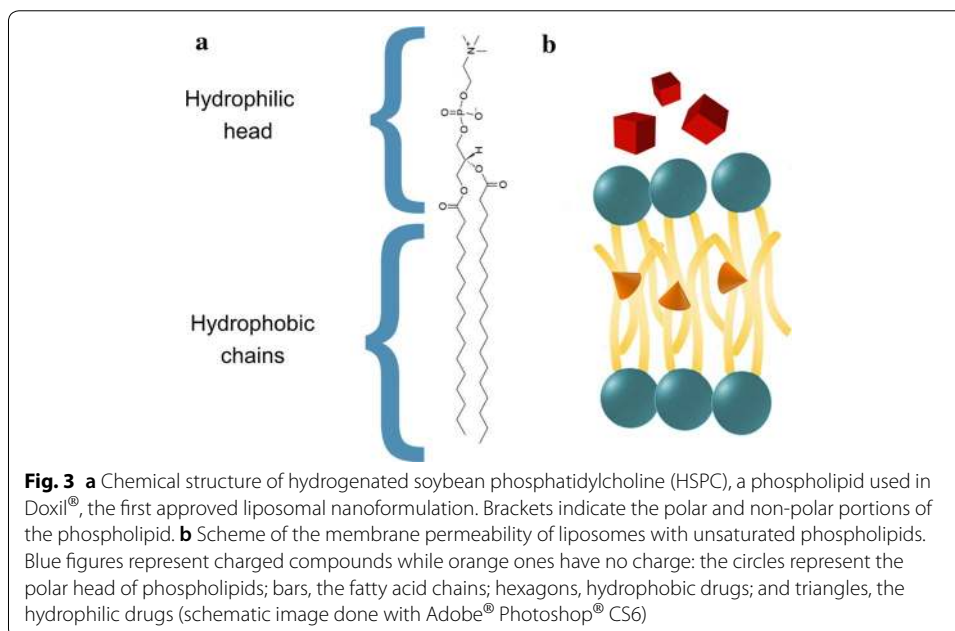 a
b
Hydrophilic
head
Hydrophobic
chains
N
O
O=P-O
O
H
O
O
O
O
Fig. 3 a Chemical structure of hydrogenated soybean phosphatidylcholine (HSPC), a phospholipid used in
Doxil®, the first approved liposomal nanoformulation. Brackets indicate the polar and non-polar portions of
the phospholipid. b Scheme of the membrane permeability of liposomes with unsaturated phospholipids.
Blue figures represent charged compounds while orange ones have no charge: the circles represent the
polar head of phospholipids; bars, the fatty acid chains; hexagons, hydrophobic drugs; and triangles, the
hydrophilic drugs (schematic image done with Adobe® Photoshop® CS6)